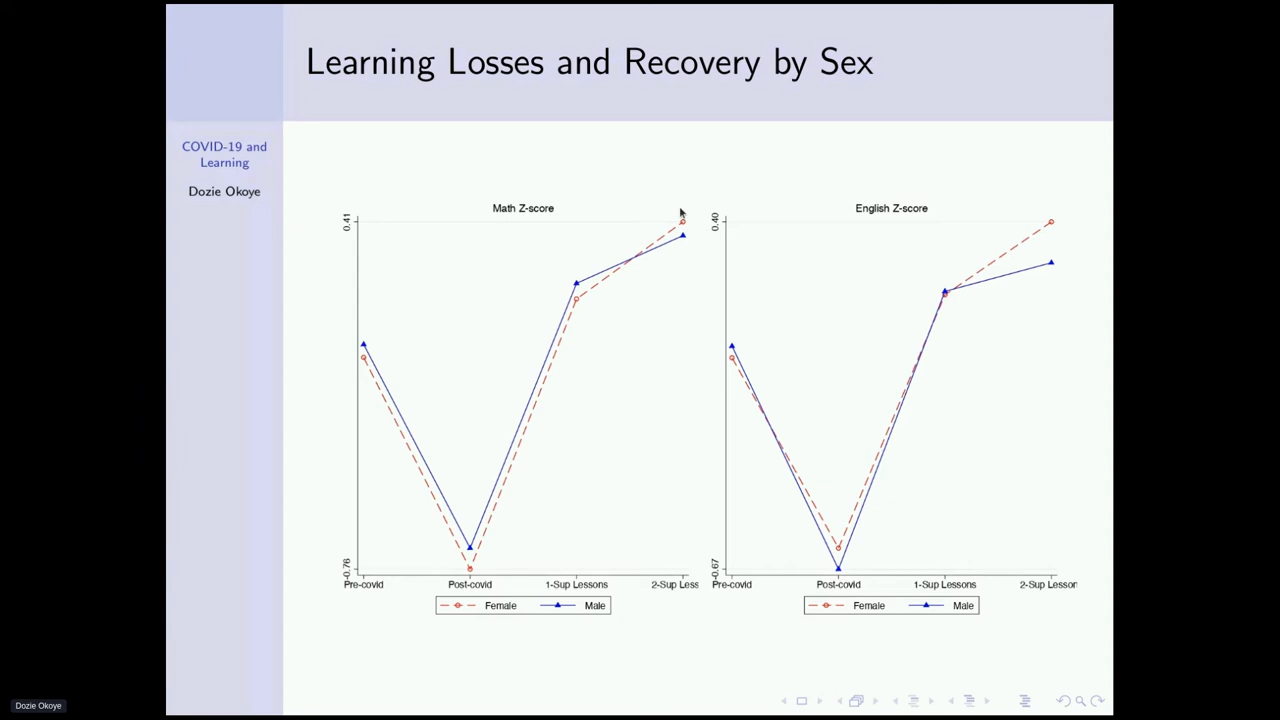 Learning Losses and Recovery by Sex
COVID-19 and
Learning
Dozie Okoye
Math Z-score
0.41
-0.76
Pre-covid Post-covid 1-Sup Lessons 2-Sup Less
Female Male
English Z-score
0.40
-0.67
Pre-covid Post-covid 1-Sup Lessons 2-Sup Lesson
Female Male
Dozie Okoye